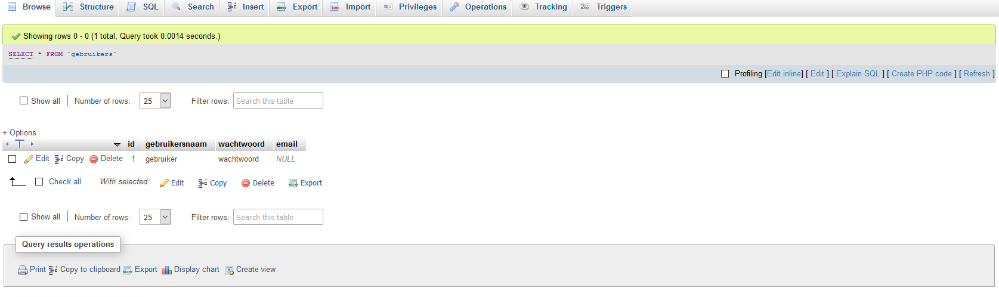 Browse Structure SQL Search Insert Export Import Privileges Operations Tracking Triggers
Showing rows 0 - 0 (1 total, Query took 0.0014 seconds.)
SELECT * FROM `gebruikers`
Profiling [Edit inline] [ Edit ] [ Explain SQL ] [ Create PHP code ] [ Refresh ]
Show all Number of rows: 25 Filter rows: Search this table
+ Options
id gebruikersnaam wachtwoord email
Edit Copy Delete 1 gebruiker wachtwoord NULL
Check all With selected: Edit Copy Delete Export
Show all Number of rows: 25 Filter rows: Search this table
Query results operations
Print Copy to clipboard Export Display chart Create view